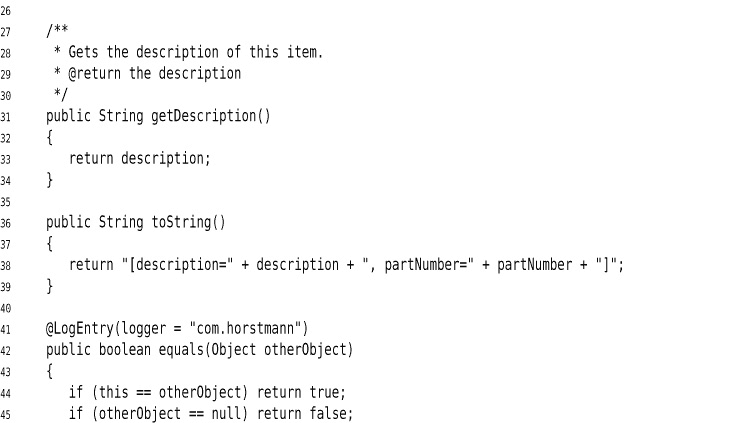 26
27 /**
28 * Gets the description of this item.
29 * @return the description
30 */
31 public String getDescription()
32 {
33 return description;
34 }
35
36 public String toString()
37 {
38 return "[description=" + description + ", partNumber=" + partNumber + "]";
39 }
40
41 @LogEntry(logger = "com.horstmann")
42 public boolean equals(Object otherObject)
43 {
44 if (this == otherObject) return true;
45 if (otherObject == null) return false;